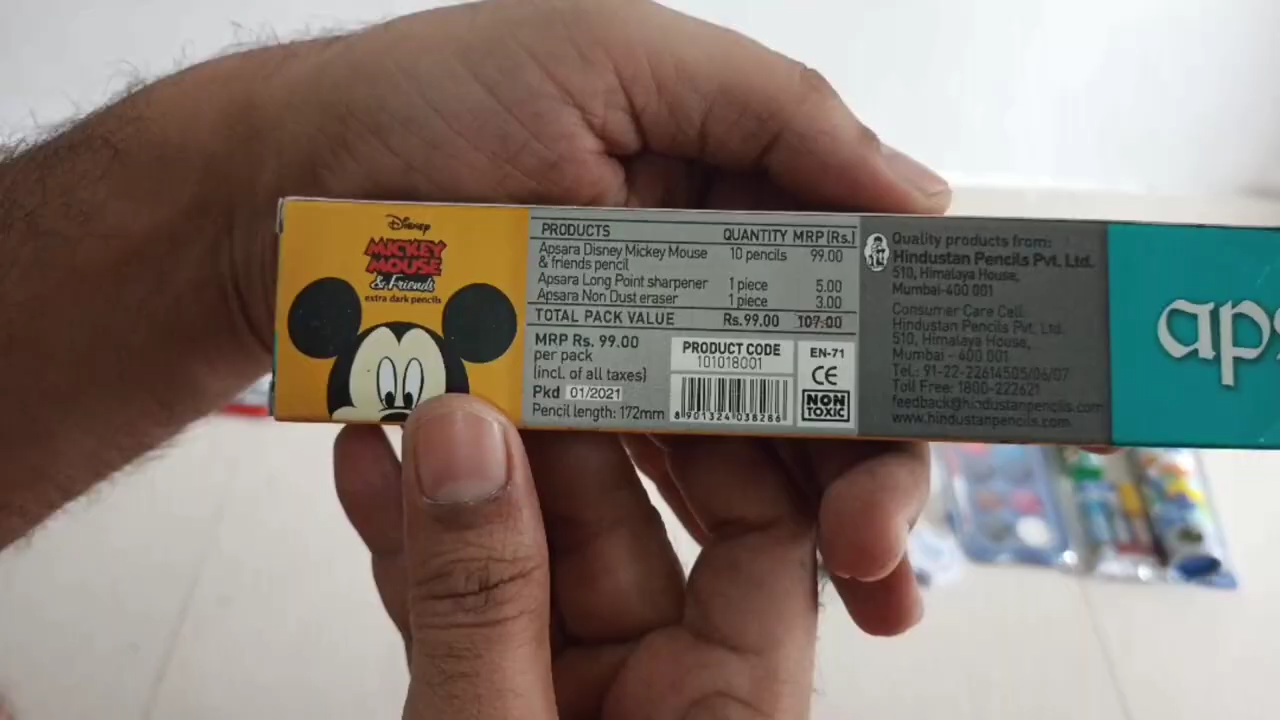 Disney
MICKEY
MOUSE
& Friends
extra dark pencils
PRODUCTS QUANTITY MRP (Rs.)
Apsara Disney Mickey Mouse 10 pencils 99.00
& friends pencil
Apsara Long Point sharpener 1 piece 5.00
Apsara Non Dust eraser 1 piece 3.00
TOTAL PACK VALUE Rs.99.00 107.00
MRP Rs. 99.00
per pack
(incl. of all taxes)
Pkd 01/2021
Pencil length: 172mm
PRODUCT CODE
101018001
8 901324 038286
EN-71
CE
NON
TOXIC
Quality products from:
Hindustan Pencils Pvt. Ltd.
510, Himalaya House,
Mumbai-400 001
Consumer Care Cell.
Hindustan Pencils Pvt. Ltd.
510, Himalaya House,
Mumbai - 400 001
Tel.: 91-22-22614505/06/07
Toll Free: 1800-222621
feedback@hindustanpencils.com
www.hindustanpencils.com
aps